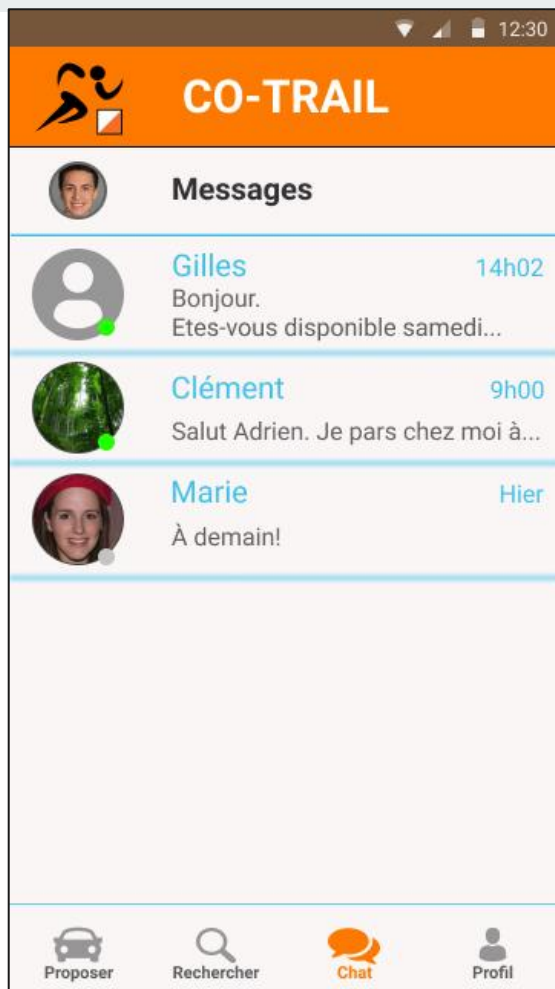 12:30
CO-TRAIL
Messages
Gilles 14h02
Bonjour.
Etes-vous disponible samedi...
Clément 9h00
Salut Adrien. Je pars chez moi à...
Marie Hier
À demain!
Proposer Rechercher Chat Profil